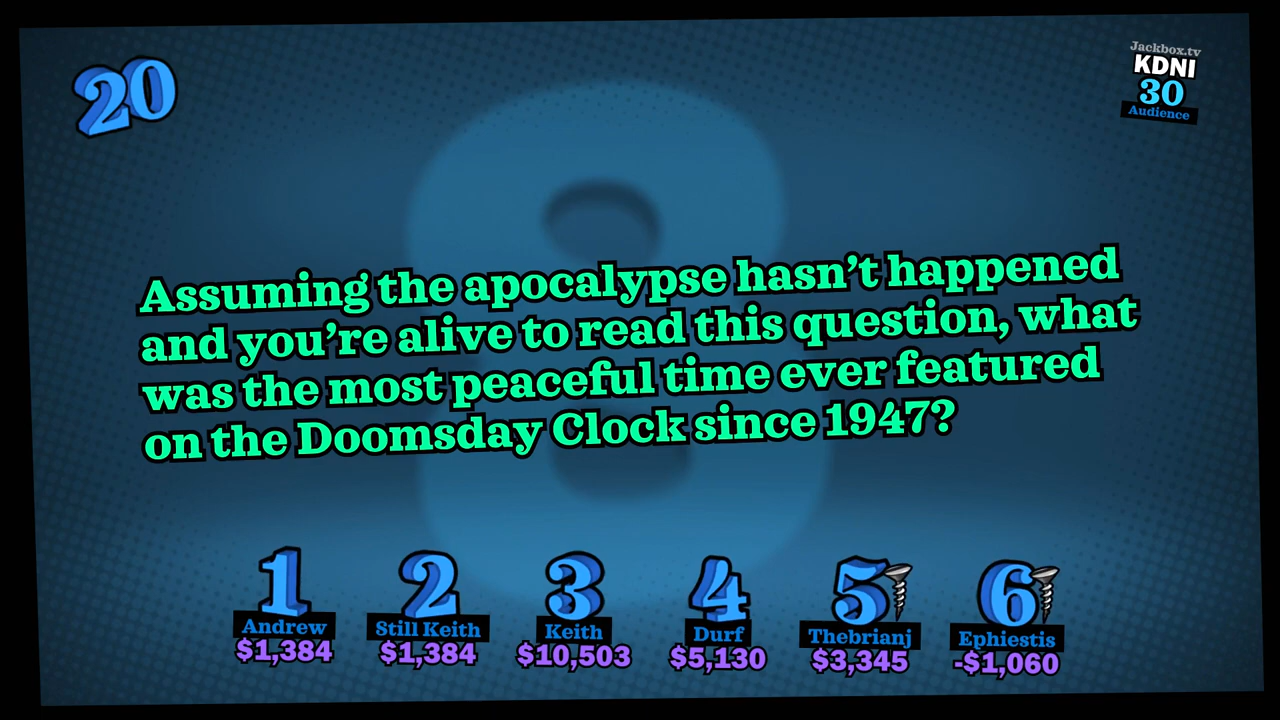 20
Jackbox.tv
KDNI
30
Audience
Assuming the apocalypse hasn't happened
and you're alive to read this question, what
was the most peaceful time ever featured
on the Doomsday Clock since 1947?
8
1
Andrew
$1,384
2
Still Keith
$1,384
3
Keith
$10,503
4
Durf
$5,130
5
Thebrianj
$3,345
6
Ephiestis
-$1,060